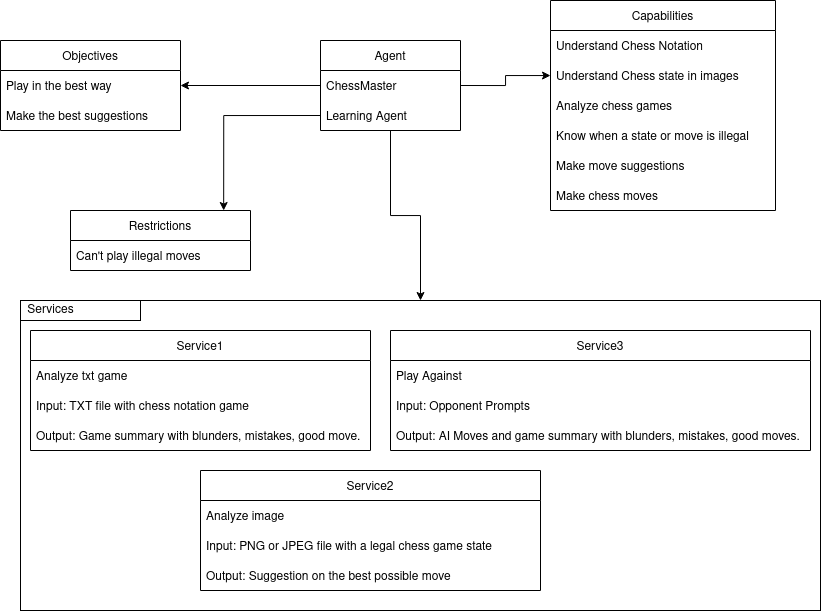 Objectives
Play in the best way
Make the best suggestions
Agent
ChessMaster
Learning Agent
Capabilities
Understand Chess Notation
Understand Chess state in images
Analyze chess games
Know when a state or move is illegal
Make move suggestions
Make chess moves
Restrictions
Can't play illegal moves
Services
Service1
Analyze txt game
Input: TXT file with chess notation game
Output: Game summary with blunders, mistakes, good move.
Service3
Play Against
Input: Opponent Prompts
Output: AI Moves and game summary with blunders, mistakes, good moves.
Service2
Analyze image
Input: PNG or JPEG file with a legal chess game state
Output: Suggestion on the best possible move